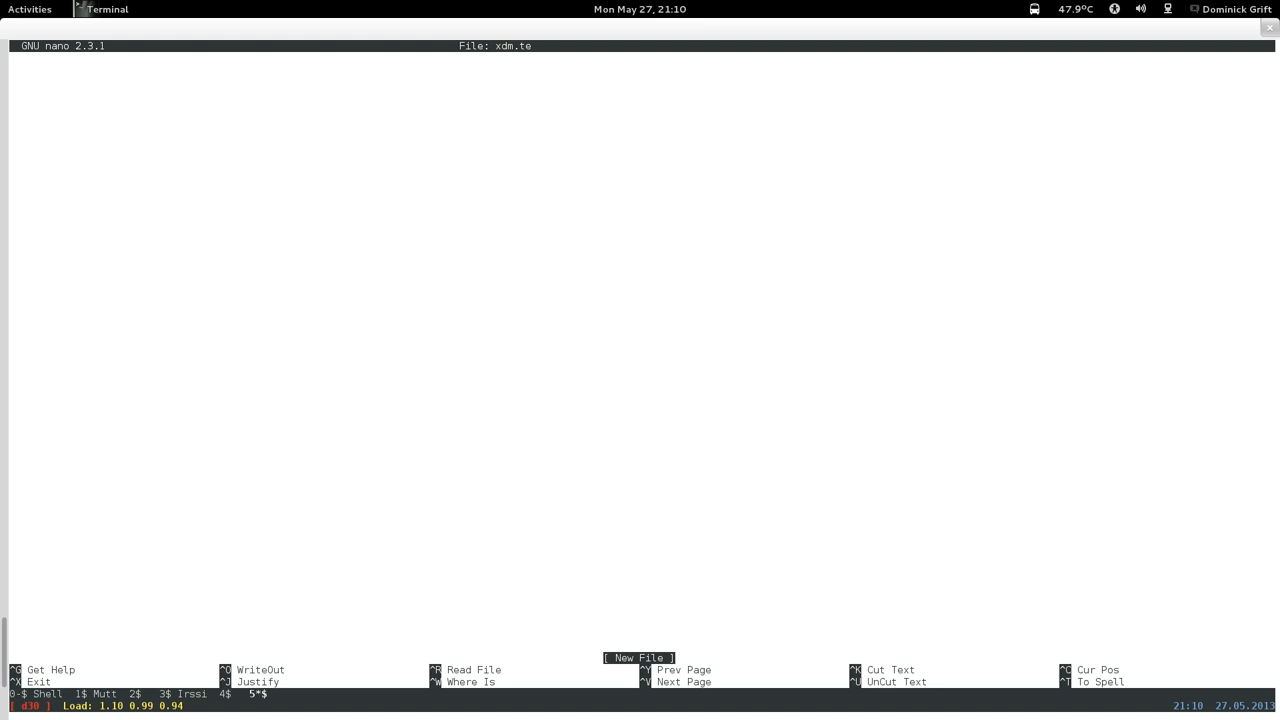 Activities Terminal Mon May 27, 21:10 47.9°C Dominick Grift
GNU nano 2.3.1 File: xdm.te
[ New File ]
^G Get Help ^O WriteOut ^R Read File ^Y Prev Page ^K Cut Text ^C Cur Pos
^X Exit ^J Justify ^W Where Is ^V Next Page ^U UnCut Text ^T To Spell
0-$ Shell 1$ Mutt 2$ 3$ Irssi 4$ 5*$
[ d30 ] Load: 1.10 0.99 0.94 21:10 27.05.2013